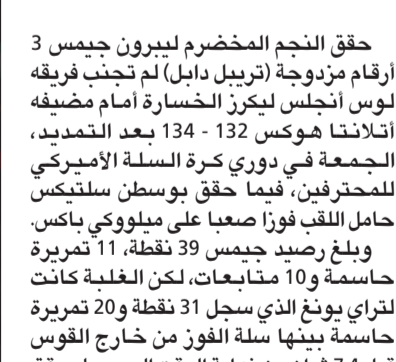 حقق النجم المخضرم ليبرون جيمس 3
أرقام مزدوجة (تريبل دابل) لم تجنب فريقه
لوس أنجلس ليكرز الخسارة أمام مضيفه
أتلانتا هوكس 132 - 134 بعد التمديد،
الجمعة في دوري كرة السلة الأميركي
للمحترفين، فيما حقق بوسطن سلتيكس
حامل اللقب فوزا صعبا على ميلووكي باكس.
وبلغ رصيد جيمس 39 نقطة، 11 تمريرة
حاسمة و10 متابعات، لكن الغلبة كانت
لتراي يونغ الذي سجل 31 نقطة و20 تمريرة
حاسمة بينها سلة الفوز من خارج القوس